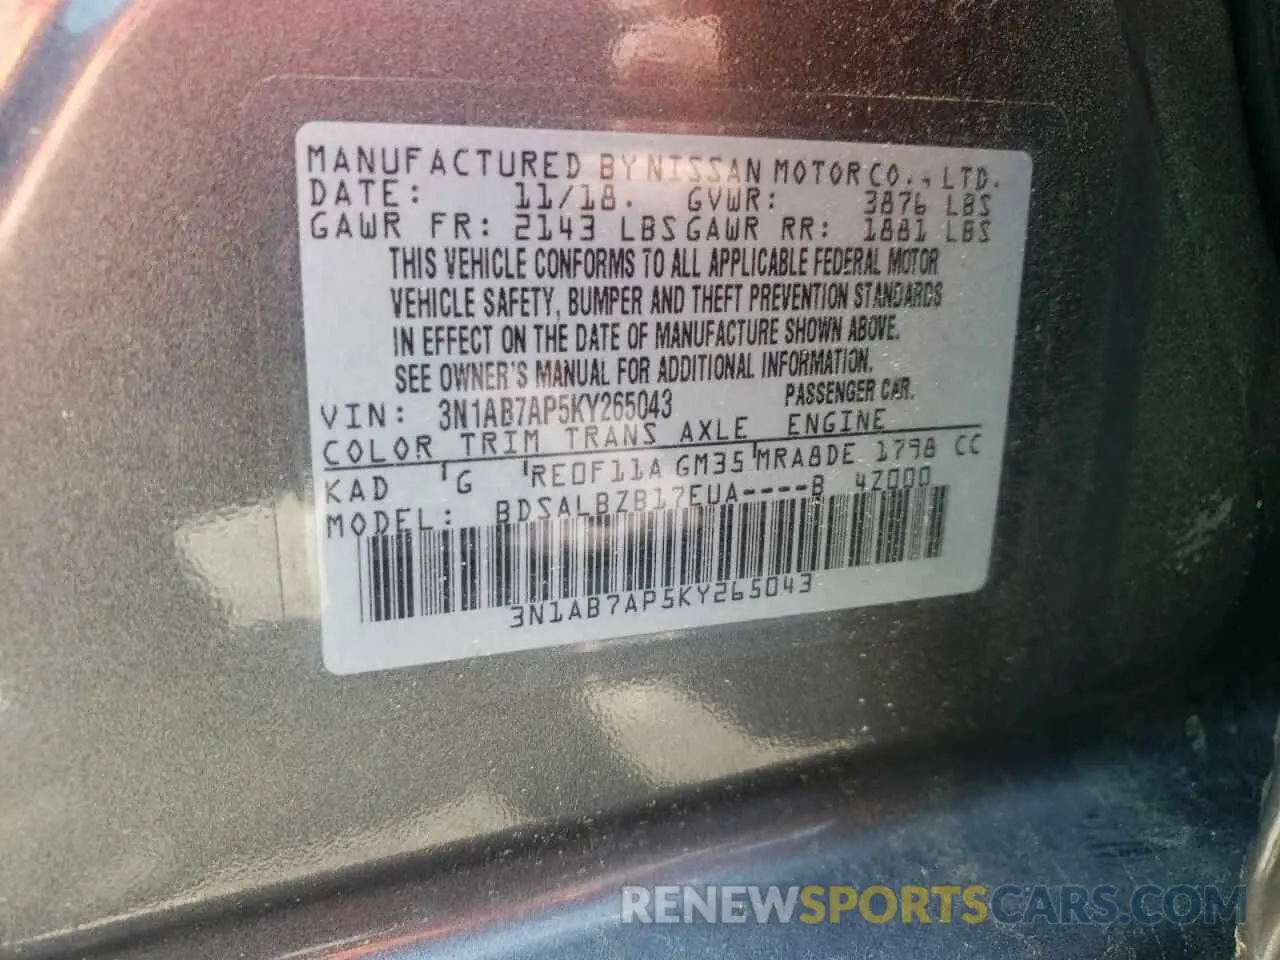 MANUFACTURED BY NISSAN MOTOR CO., LTD.
DATE: 11/18. GVWR: 3876 LBS
GAWR FR: 2143 LBS GAWR RR: 1881 LBS
THIS VEHICLE CONFORMS TO ALL APPLICABLE FEDERAL MOTOR
VEHICLE SAFETY, BUMPER AND THEFT PREVENTION STANDARDS
IN EFFECT ON THE DATE OF MANUFACTURE SHOWN ABOVE.
SEE OWNER'S MANUAL FOR ADDITIONAL INFORMATION.
VIN: 3N1AB7AP5KY265043 PASSENGER CAR.
COLOR TRIM TRANS AXLE ENGINE
KAD G RE0F11A GM35 MRA8DE 1798 CC
MODEL: BDSALBZB17EUA----B 4Z000
3N1AB7AP5KY265043
RENEWSPORTSCARS.COM